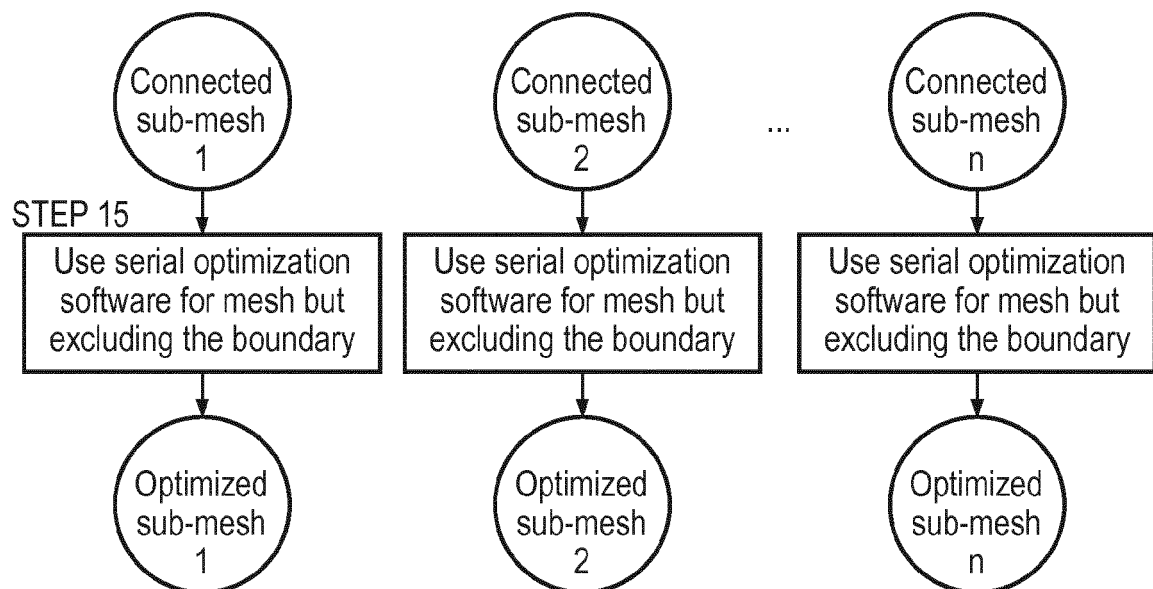 Connected
sub-mesh
1
Connected
sub-mesh
2
...
Connected
sub-mesh
n
STEP 15
Use serial optimization
software for mesh but
excluding the boundary
Use serial optimization
software for mesh but
excluding the boundary
Use serial optimization
software for mesh but
excluding the boundary
Optimized
sub-mesh
1
Optimized
sub-mesh
2
Optimized
sub-mesh
n